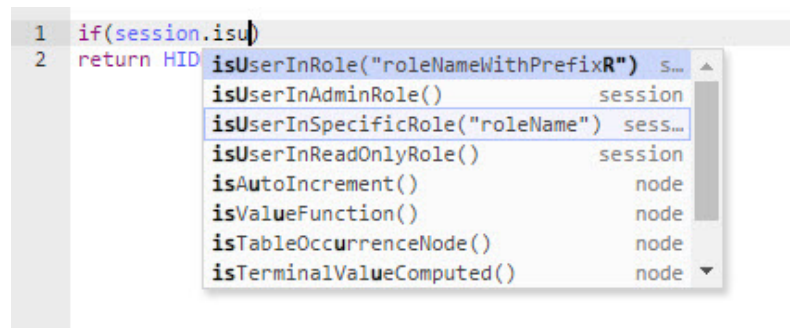 1 if(session.isu)
2 return HID
isUserInRole("roleNameWithPrefixR") s…
isUserInAdminRole() session
isUserInSpecificRole("roleName") sess…
isUserInReadOnlyRole() session
isAutoIncrement() node
isValueFunction() node
isTableOccurrenceNode() node
isTerminalValueComputed() node